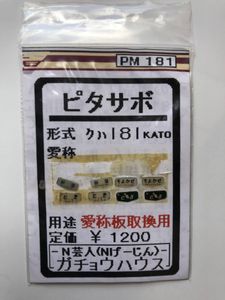 PM 181
ピタサボ
形式 クハ181 KATO
愛称
用途 愛称板取換用
定価 ¥1200
-N芸人(Nげーじん)-
ガチョウハウス